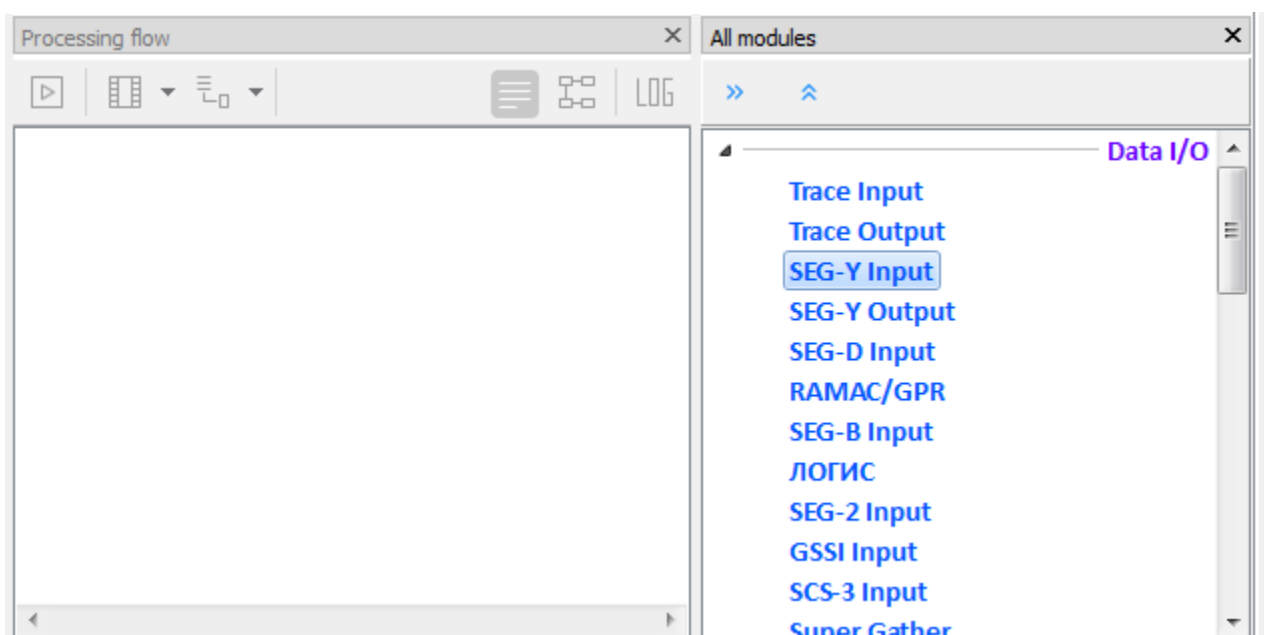 Processing flow
All modules
LOG
Data I/O
Trace Input
Trace Output
SEG-Y Input
SEG-Y Output
SEG-D Input
RAMAC/GPR
SEG-B Input
ЛОГИС
SEG-2 Input
GSSI Input
SCS-3 Input
Super Gather